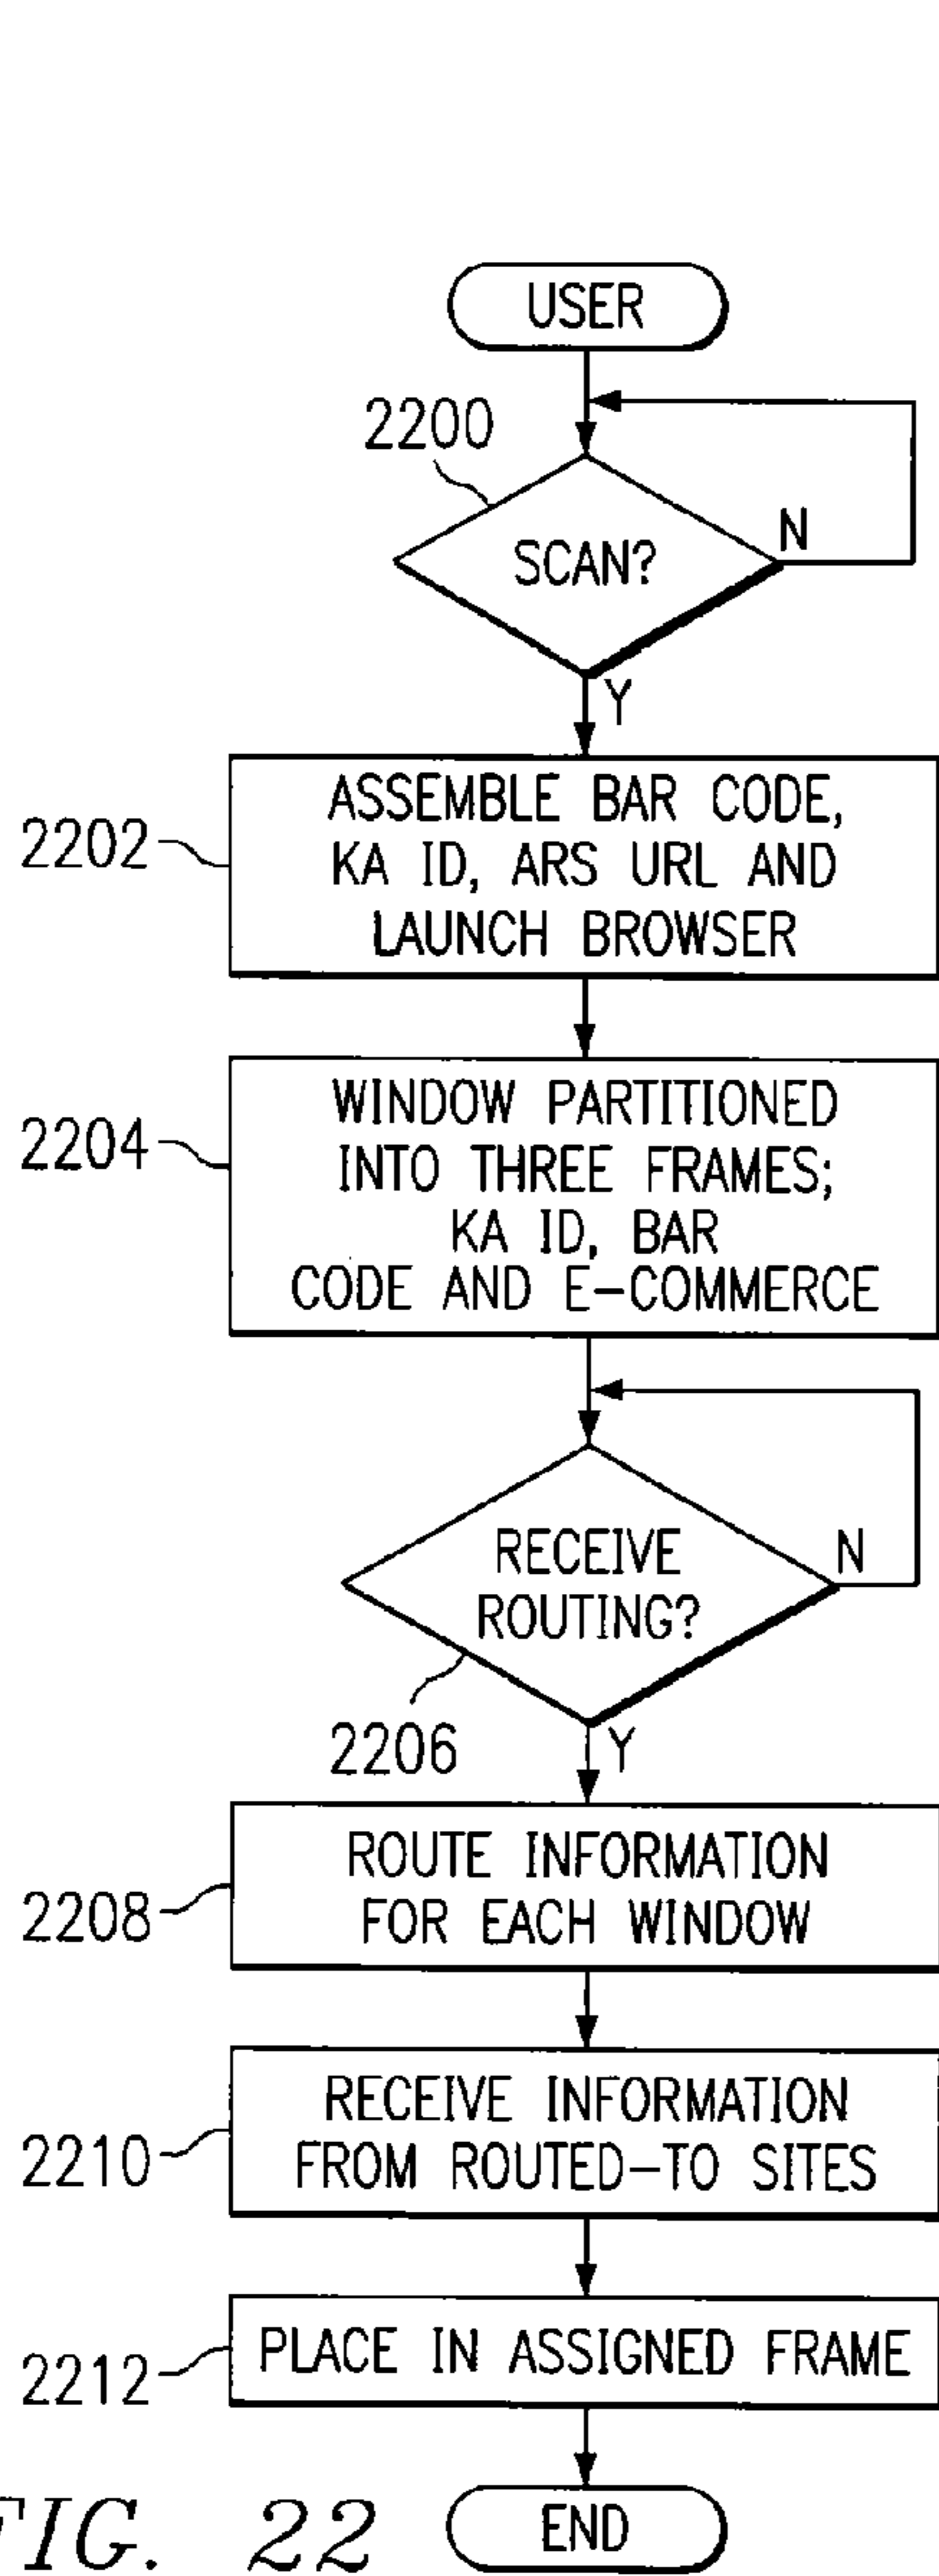 USER
2200
SCAN?
N
Y
2202
ASSEMBLE BAR CODE,
KA ID, ARS URL AND
LAUNCH BROWSER
2204
WINDOW PARTITIONED
INTO THREE FRAMES;
KA ID, BAR
CODE AND E-COMMERCE
RECEIVE
ROUTING?
N
2206
Y
2208
ROUTE INFORMATION
FOR EACH WINDOW
2210
RECEIVE INFORMATION
FROM ROUTED-TO SITES
2212
PLACE IN ASSIGNED FRAME
END
FIG. 22